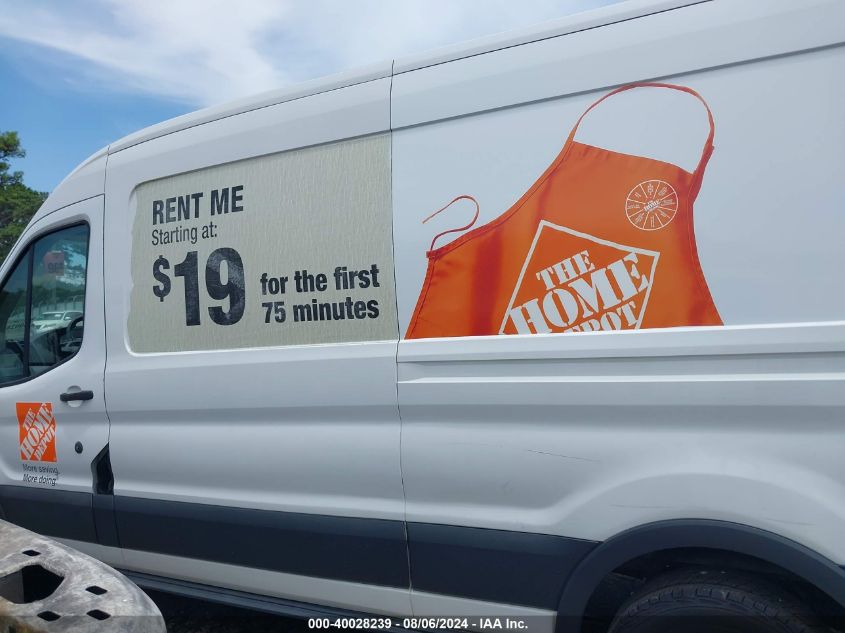 RENT ME
Starting at:
$19 for the first
75 minutes
THE
HOME
DEPOT
THE
HOME
DEPOT
More saving.
More doing.
000-40028239 - 08/06/2024 - IAA Inc.